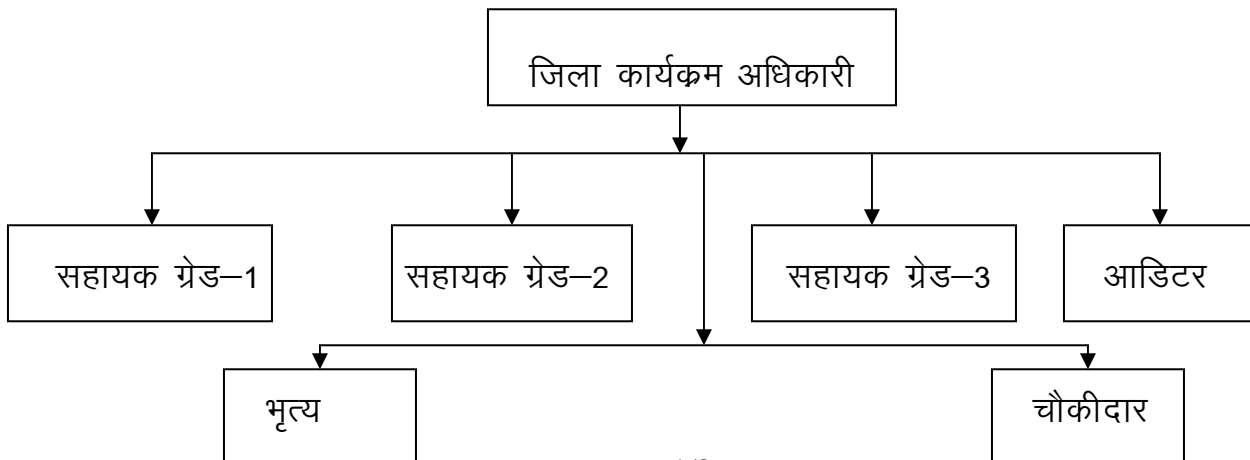 जिला कार्यक्रम अधिकारी
सहायक ग्रेड–1 सहायक ग्रेड–2 सहायक ग्रेड–3 आडिटर
भृत्य चौकीदार